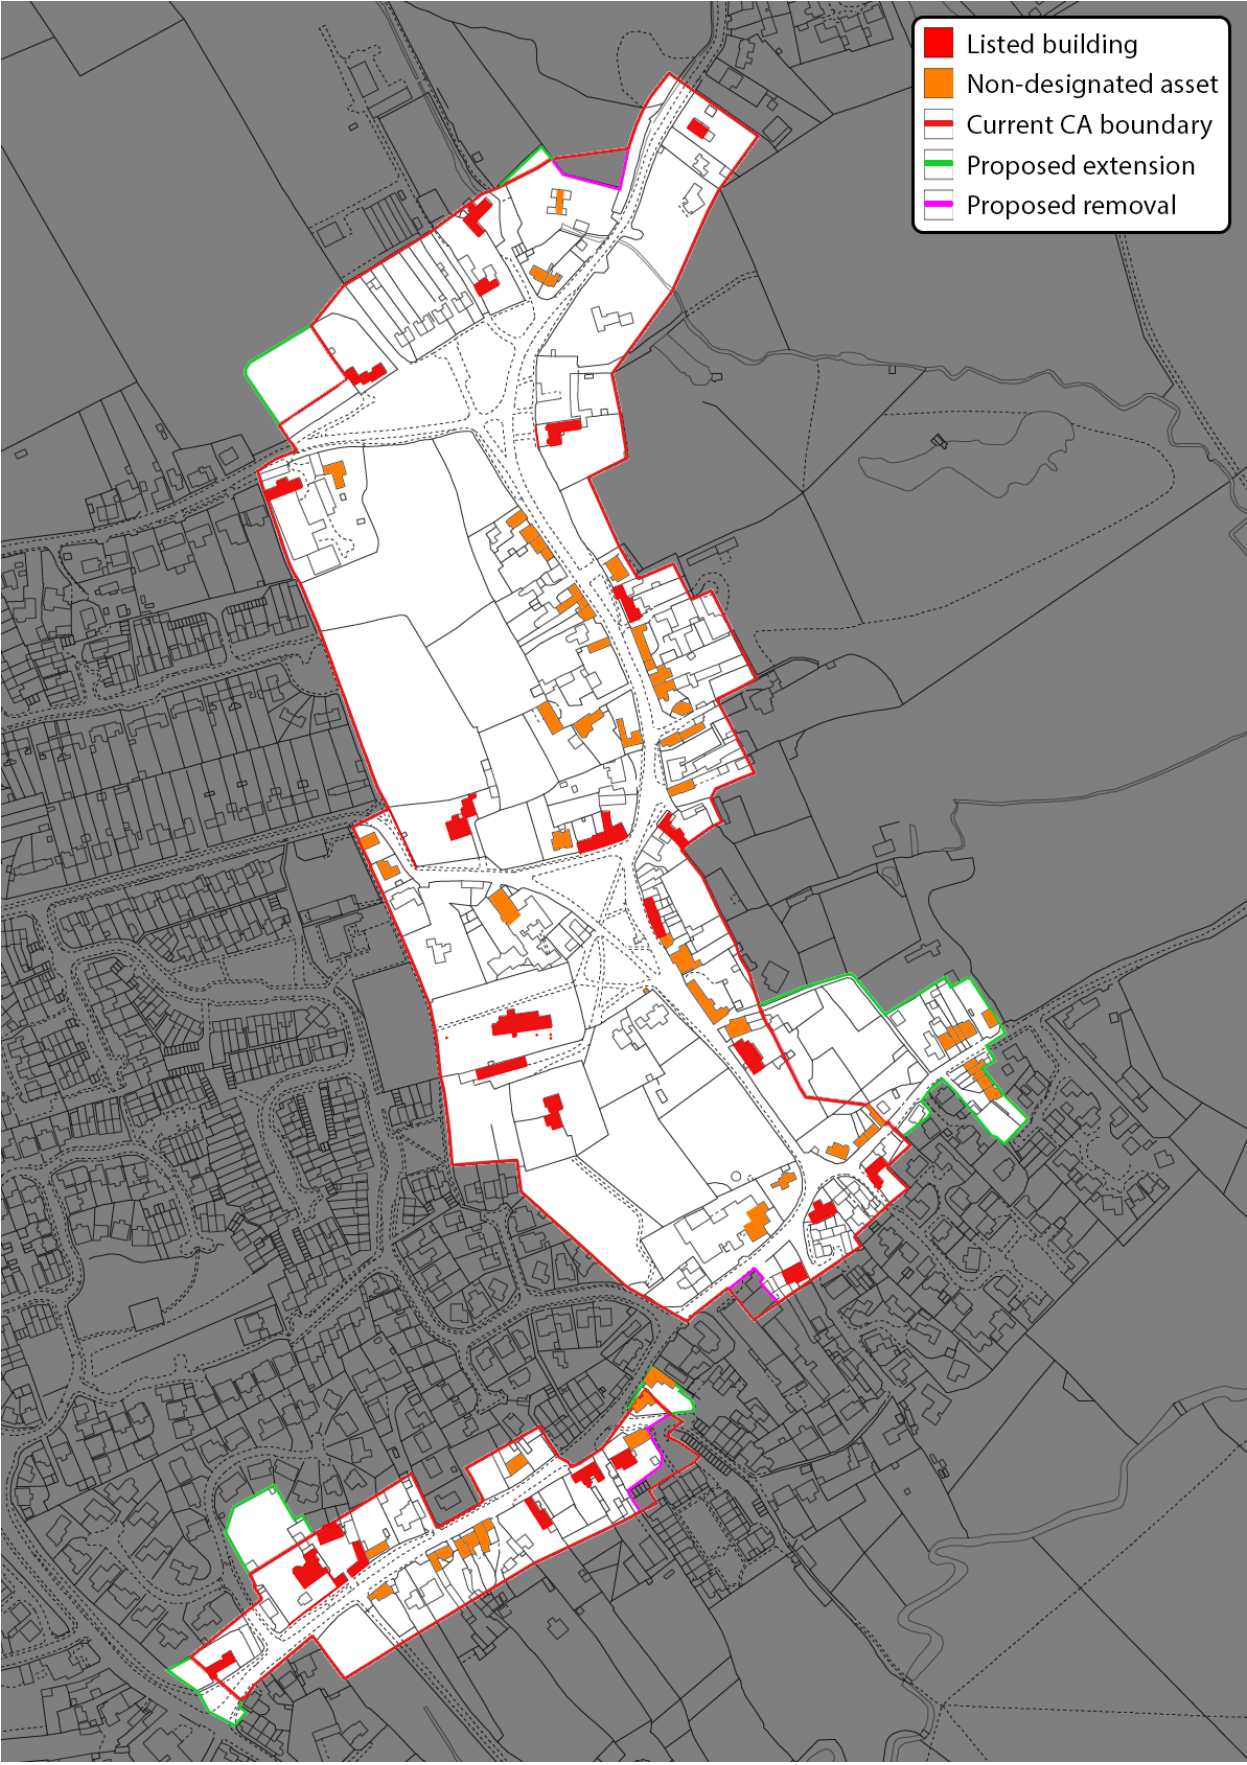 Listed building
Non-designated asset
Current CA boundary
Proposed extension
Proposed removal